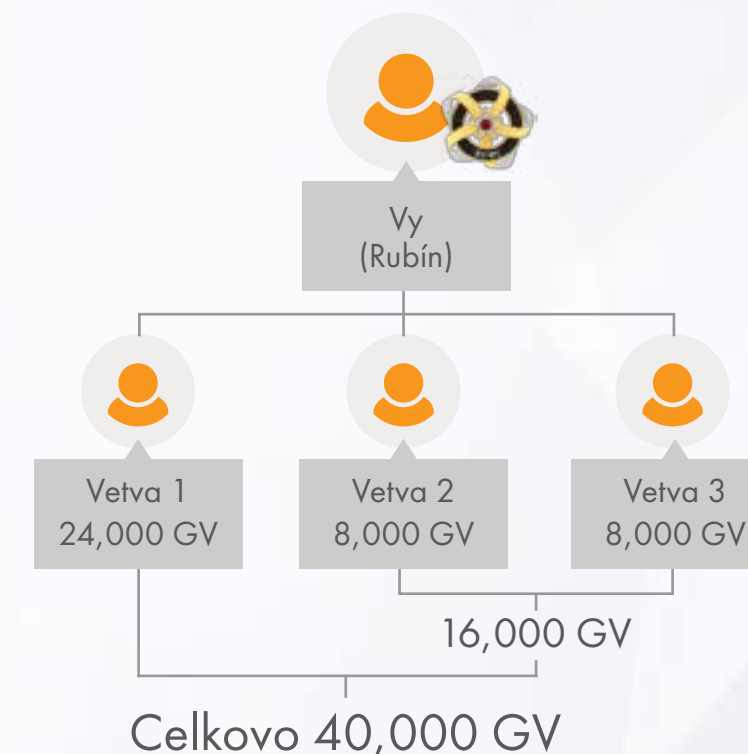 Vy
(Rubín)
Vetva 1
24,000 GV
Vetva 2
8,000 GV
Vetva 3
8,000 GV
16,000 GV
Celkovo 40,000 GV